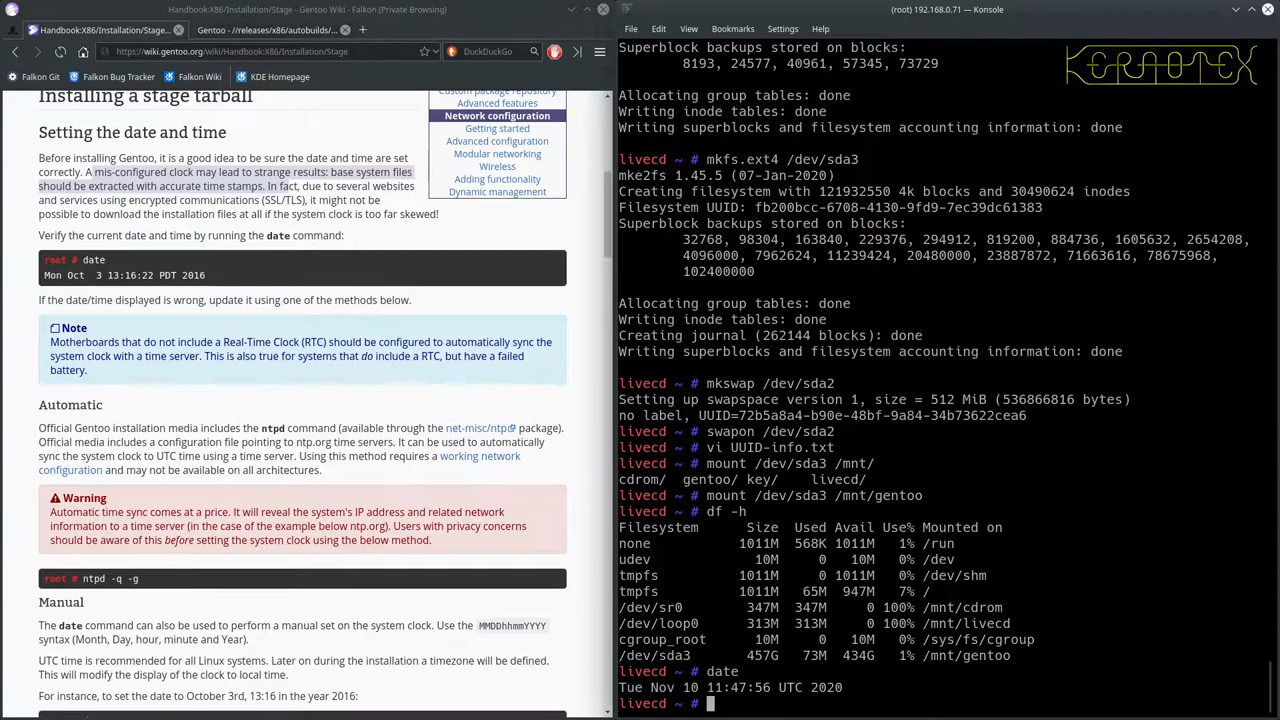 Handbook:X86/Installation/Stage - Gentoo Wiki - Falkon (Private Browsing)
Handbook:X86/Installation/Stage...
Gentoo - //releases/x86/autobuilds/...
https://wiki.gentoo.org/wiki/Handbook:X86/Installation/Stage
DuckDuckGo
Falkon Git
Falkon Bug Tracker
Falkon Wiki
KDE Homepage
Installing a stage tarball
Setting the date and time
Before installing Gentoo, it is a good idea to be sure the date and time are set
correctly. A mis-configured clock may lead to strange results: base system files
should be extracted with accurate time stamps. In fact, due to several websites
and services using encrypted communications (SSL/TLS), it might not be
possible to download the installation files at all if the system clock is too far skewed!
Verify the current date and time by running the date command:
root # date
Mon Oct  3 13:16:22 PDT 2016
If the date/time displayed is wrong, update it using one of the methods below.
Note
Motherboards that do not include a Real-Time Clock (RTC) should be configured to automatically sync the
system clock with a time server. This is also true for systems that do include a RTC, but have a failed
battery.
Automatic
Official Gentoo installation media includes the ntpd command (available through the net-misc/ntp package).
Official media includes a configuration file pointing to ntp.org time servers. It can be used to automatically
sync the system clock to UTC time using a time server. Using this method requires a working network
configuration and may not be available on all architectures.
Warning
Automatic time sync comes at a price. It will reveal the system's IP address and related network
information to a time server (in the case of the example below ntp.org). Users with privacy concerns
should be aware of this before setting the system clock using the below method.
root # ntpd -q -g
Manual
The date command can also be used to perform a manual set on the system clock. Use the MMDDhhmmYYYY
syntax (Month, Day, hour, minute and Year).
UTC time is recommended for all Linux systems. Later on during the installation a timezone will be defined.
This will modify the display of the clock to local time.
For instance, to set the date to October 3rd, 13:16 in the year 2016:
Custom package repository
Advanced features
Network configuration
Getting started
Advanced configuration
Modular networking
Wireless
Adding functionality
Dynamic management
(root) 192.168.0.71 — Konsole
File Edit View Bookmarks Settings Help
KERAOTEX
Superblock backups stored on blocks:
8193, 24577, 40961, 57345, 73729
Allocating group tables: done
Writing inode tables: done
Writing superblocks and filesystem accounting information: done
livecd ~ # mkfs.ext4 /dev/sda3
mke2fs 1.45.5 (07-Jan-2020)
Creating filesystem with 121932550 4k blocks and 30490624 inodes
Filesystem UUID: fb200bcc-6708-4130-9fd9-7ec39dc61383
Superblock backups stored on blocks:
32768, 98304, 163840, 229376, 294912, 819200, 884736, 1605632, 2654208,
4096000, 7962624, 11239424, 20480000, 23887872, 71663616, 78675968,
102400000
Allocating group tables: done
Writing inode tables: done
Creating journal (262144 blocks): done
Writing superblocks and filesystem accounting information: done
livecd ~ # mkswap /dev/sda2
Setting up swapspace version 1, size = 512 MiB (536866816 bytes)
no label, UUID=72b5a8a4-b90e-48bf-9a84-34b73622cea6
livecd ~ # swapon /dev/sda2
livecd ~ # vi UUID-info.txt
livecd ~ # mount /dev/sda3 /mnt/
cdrom/  gentoo/ key/    livecd/
livecd ~ # mount /dev/sda3 /mnt/gentoo
livecd ~ # df -h
Filesystem      Size  Used Avail Use% Mounted on
none           1011M  568K 1011M   1% /run
udev             10M     0   10M   0% /dev
tmpfs          1011M     0 1011M   0% /dev/shm
tmpfs          1011M   65M  947M   7% /
/dev/sr0        347M  347M     0 100% /mnt/cdrom
/dev/loop0      313M  313M     0 100% /mnt/livecd
cgroup_root      10M     0   10M   0% /sys/fs/cgroup
/dev/sda3       457G   73M  434G   1% /mnt/gentoo
livecd ~ # date
Tue Nov 10 11:47:56 UTC 2020
livecd ~ #